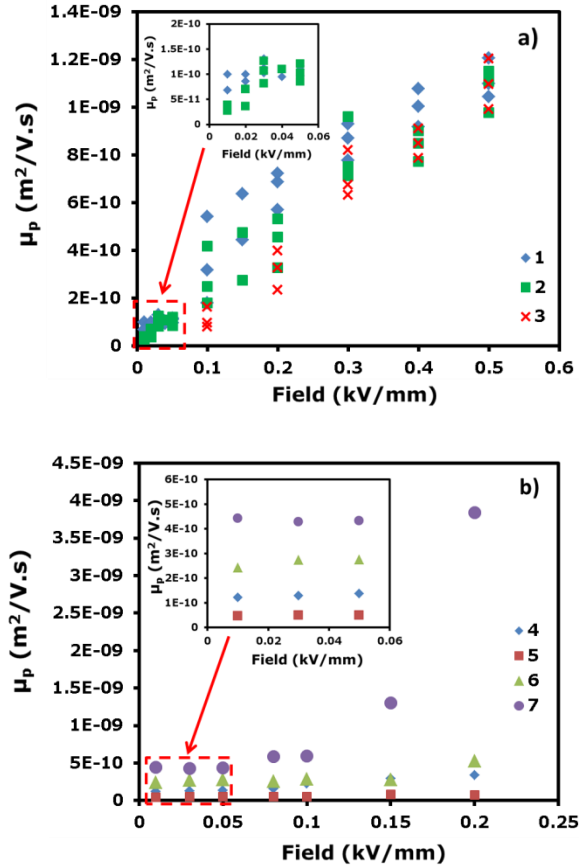 a)
μp (m²/V.s)
1.4E-09
1.2E-09
1E-09
8E-10
6E-10
4E-10
2E-10
0
0
0.1
0.2
0.3
0.4
0.5
0.6
Field (kV/mm)
1
2
3
μp (m²/V.s)
2E-10
2E-10
1E-10
5E-11
0
0.00
0.02
0.04
0.06
Field (kV/mm)
b)
μp (m²/V.s)
4.5E-09
4E-09
3.5E-09
3E-09
2.5E-09
2E-09
1.5E-09
1E-09
5E-10
0
0
0.05
0.1
0.15
0.2
0.25
Field (kV/mm)
4
5
6
7
μp (m²/V.s)
6E-10
5E-10
4E-10
3E-10
2E-10
1E-10
0
0.00
0.02
0.04
0.06
Field (kV/mm)